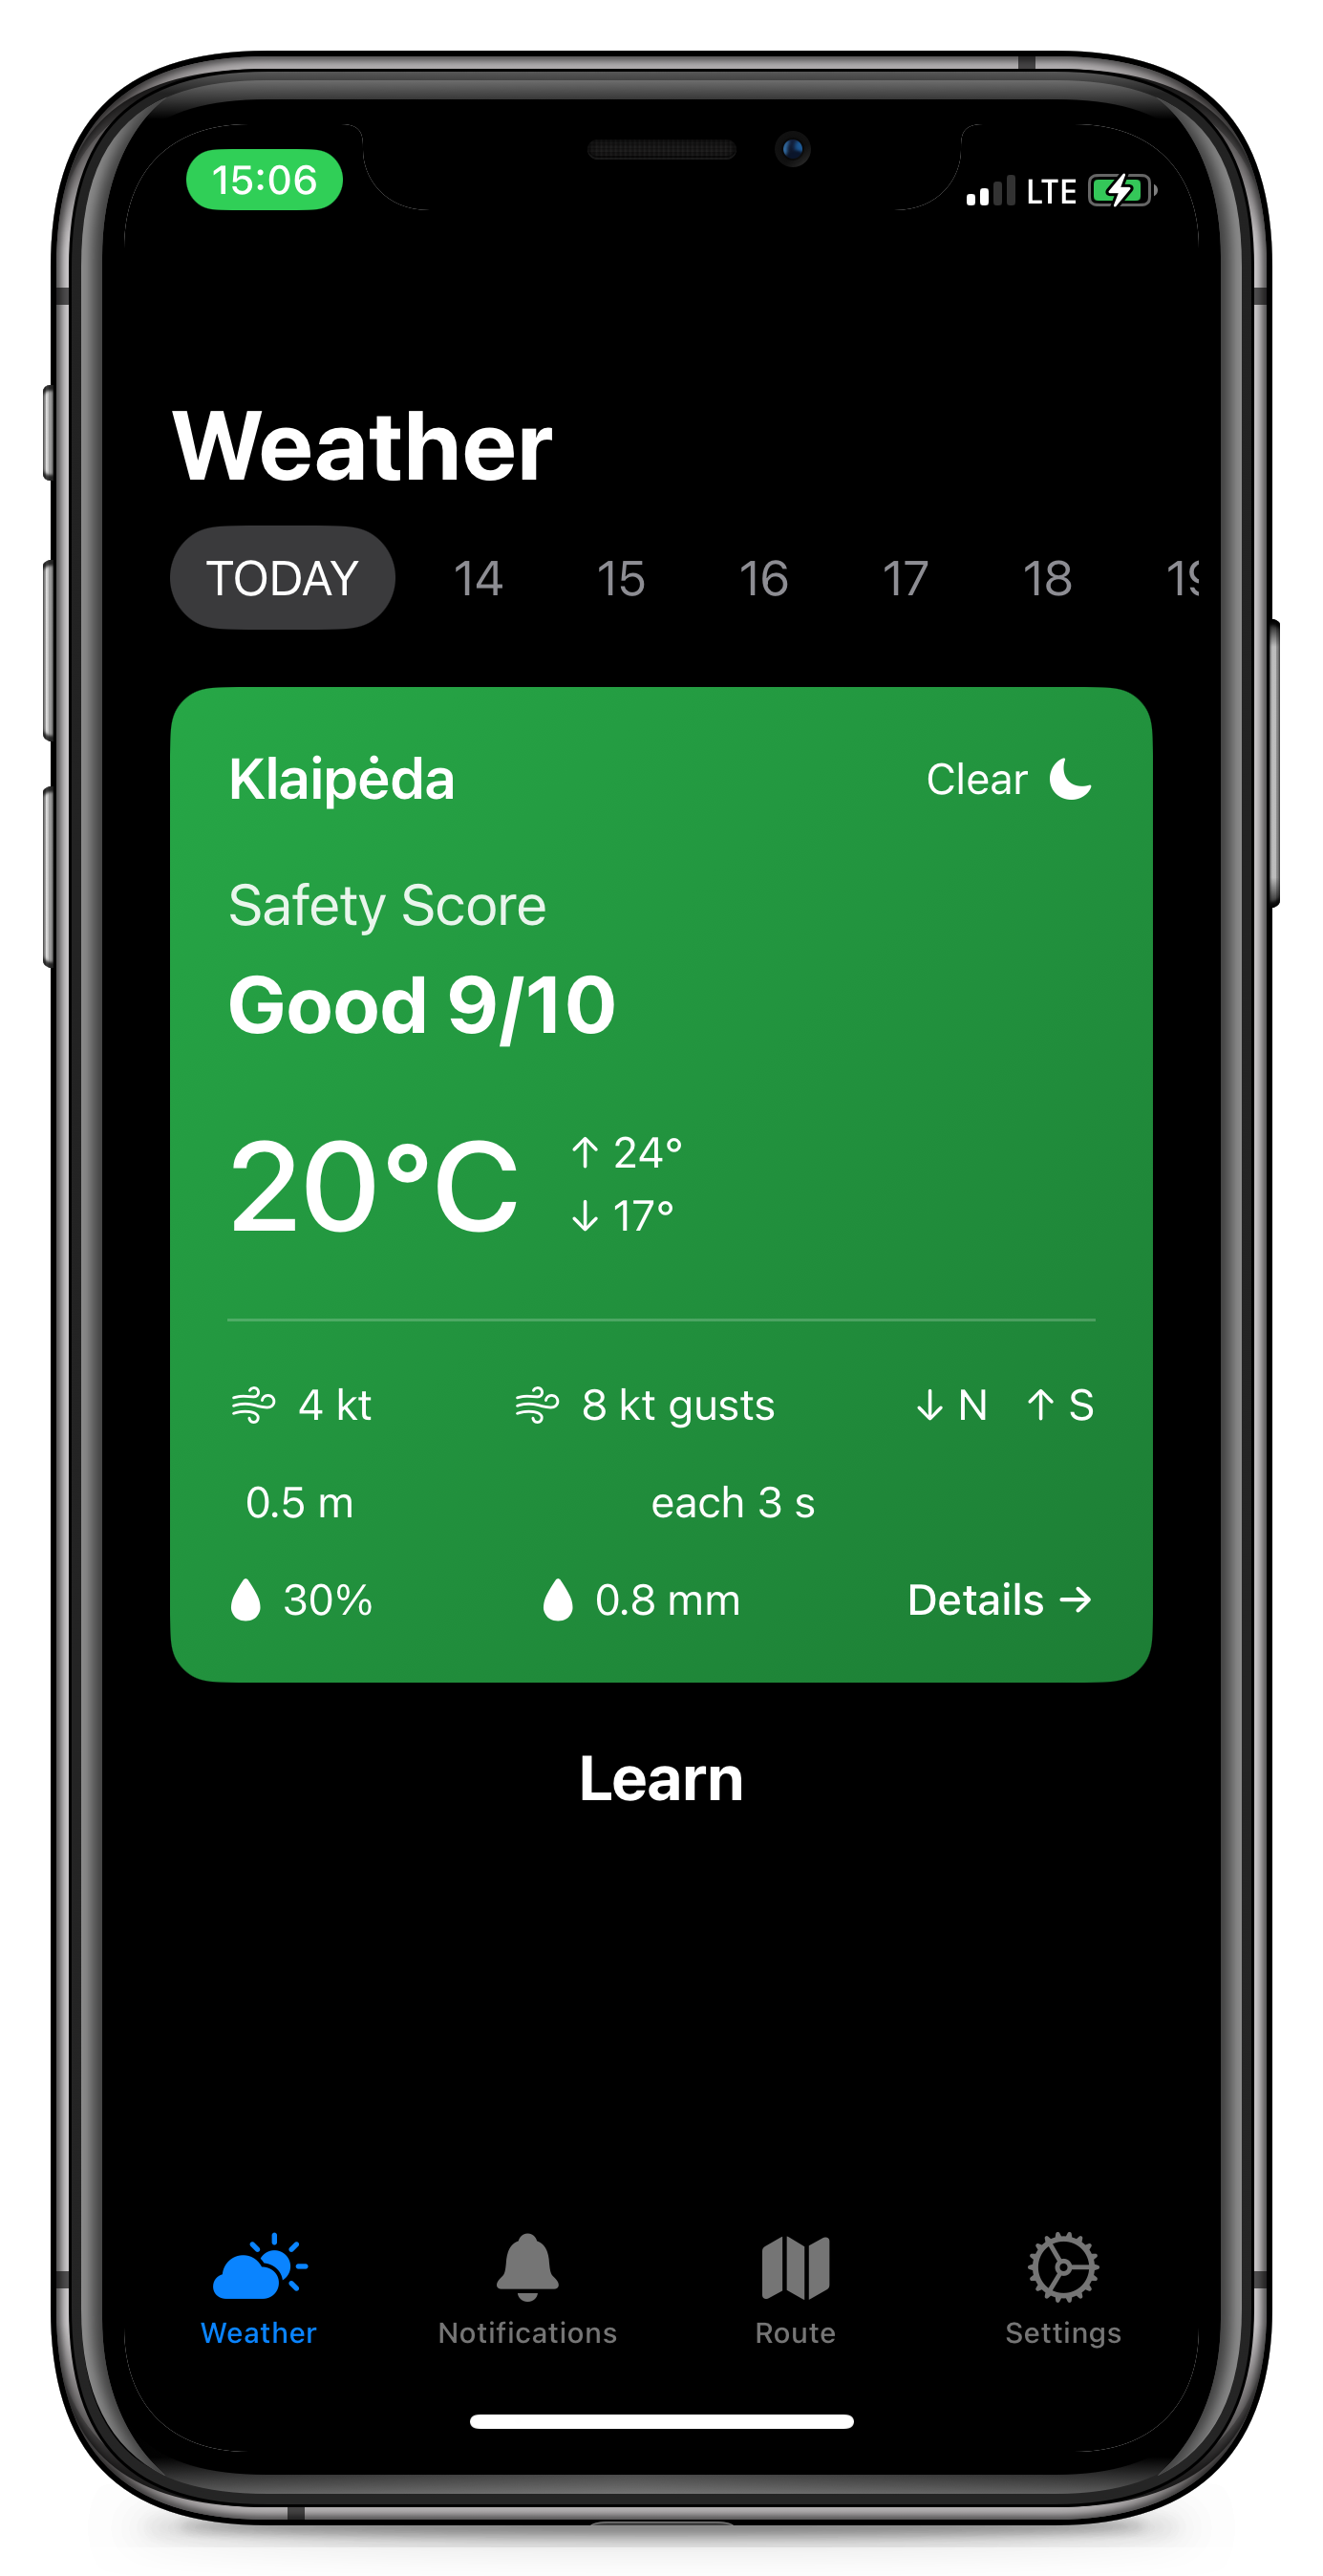 15:06 LTE
Weather
TODAY 14 15 16 17 18 19
Klaipėda Clear
Safety Score
Good 9/10
20°C ↑ 24°
↓ 17°
4 kt 8 kt gusts ↓ N ↑ S
0.5 m each 3 s
30% 0.8 mm Details →
Learn
Weather Notifications Route Settings